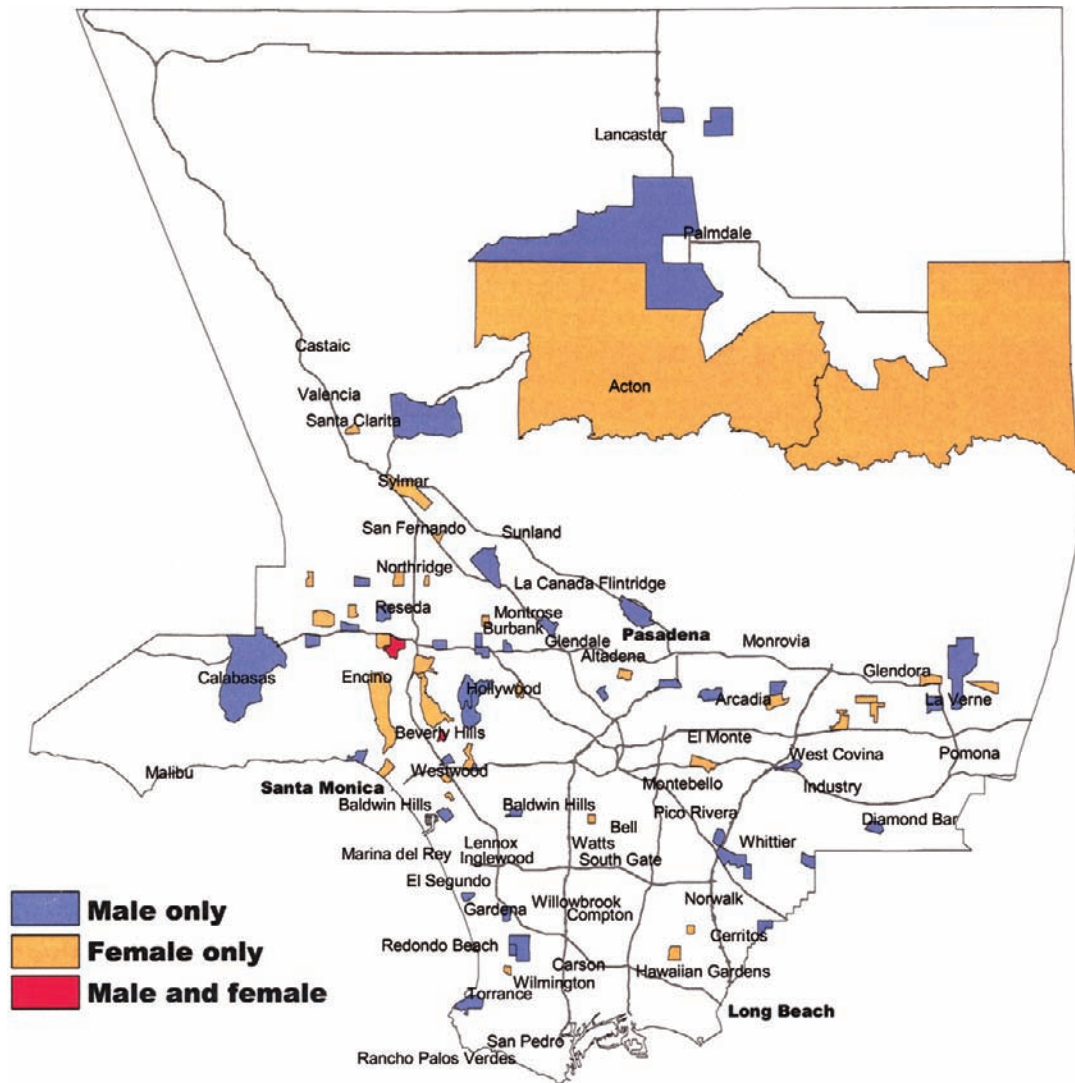 Lancaster
Palmdale
Castaic
Acton
Valencia
Santa Clarita
Sylmar
San Fernando
Sunland
Northridge
La Canada Flintridge
Reseda
Montrose
Burbank
Pasadena
Glendale
Monrovia
Altadena
Glendora
Calabasas
Encino
Hollywood
Arcadia
La Verne
Beverly Hills
El Monte
West Covina
Pomona
Malibu
Westwood
Santa Monica
Montebello
Industry
Baldwin Hills
Baldwin Hills
Pico Rivera
Diamond Bar
Bell
Marina del Rey
Lennox
Watts
Whittier
Inglewood
South Gate
El Segundo
Male only
Gardena
Willowbrook
Compton
Norwalk
Female only
Redondo Beach
Cerritos
Carson
Hawaiian Gardens
Male and female
Torrance
Wilmington
Long Beach
San Pedro
Rancho Palos Verdes